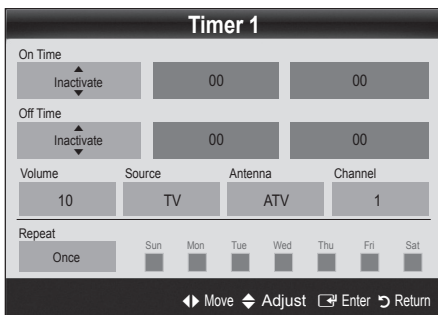 Timer 1
On Time
Inactivate 00 00
Off Time
Inactivate 00 00
Volume Source Antenna Channel
10 TV ATV 1
Repeat
Sun Mon Tue Wed Thu Fri Sat
Once
Move Adjust Enter Return